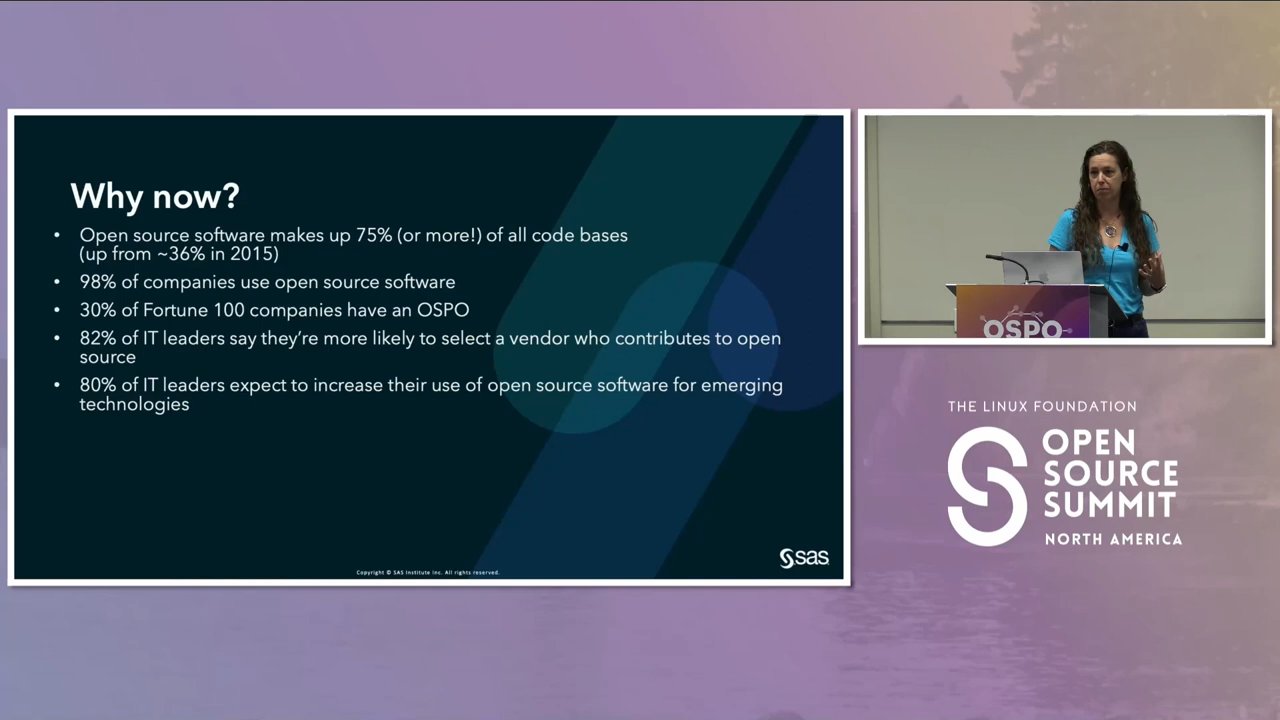 Why now?
• Open source software makes up 75% (or more!) of all code bases
(up from ~36% in 2015)
• 98% of companies use open source software
• 30% of Fortune 100 companies have an OSPO
• 82% of IT leaders say they’re more likely to select a vendor who contributes to open
source
• 80% of IT leaders expect to increase their use of open source software for emerging
technologies
Copyright © SAS Institute Inc. All rights reserved.
sas
OSPO
THE LINUX FOUNDATION
OPEN
SOURCE
SUMMIT
NORTH AMERICA